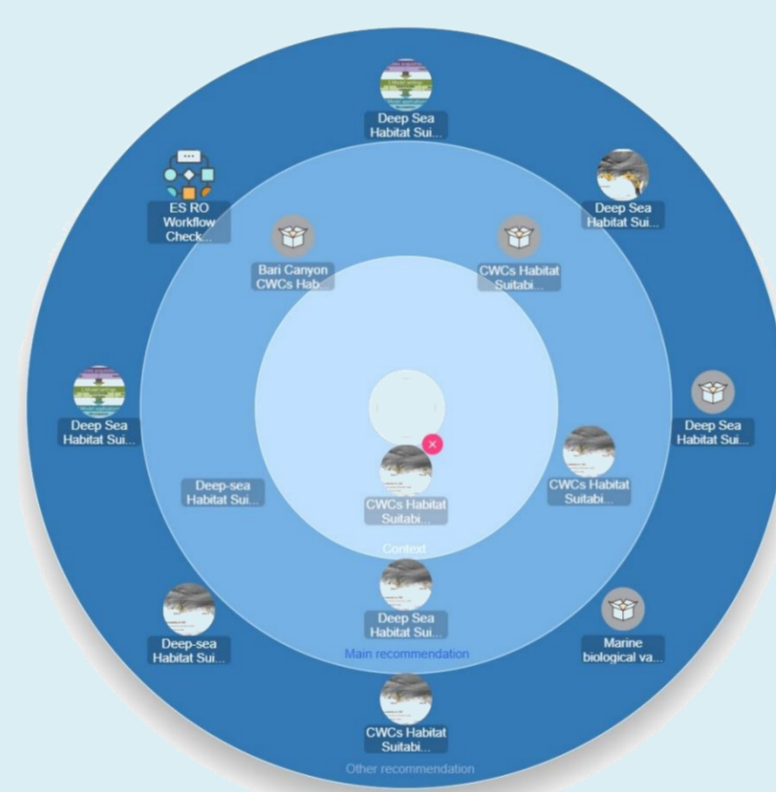 Deep Sea
Habitat Sui...
ES RO
Workflow
Check...
Deep Sea
Habitat Sui...
Bari Canyon
CWCs Hab...
CWCs Habitat
Suitabi...
Deep Sea
Habitat Sui...
Deep Sea
Habitat Sui...
Deep-sea
Habitat Sui...
CWCs Habitat
Suitabi...
CWCs Habitat
Suitabi...
Context
Deep Sea
Habitat Sui...
Main recommendation
Deep-sea
Habitat Sui...
Marine
biological va...
CWCs Habitat
Suitabi...
Other recommendation